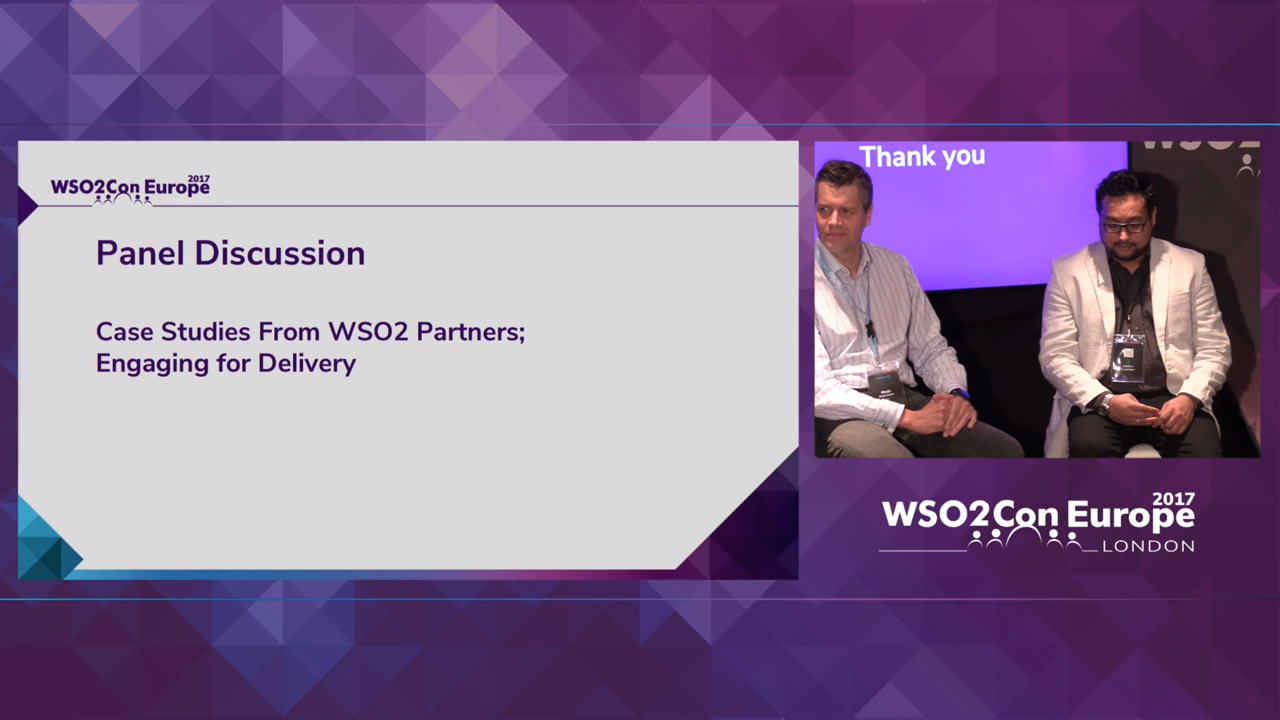 WSO2Con Europe 2017
Panel Discussion
Case Studies From WSO2 Partners;
Engaging for Delivery
Thank you
WSO2
WSO2Con Europe 2017
LONDON